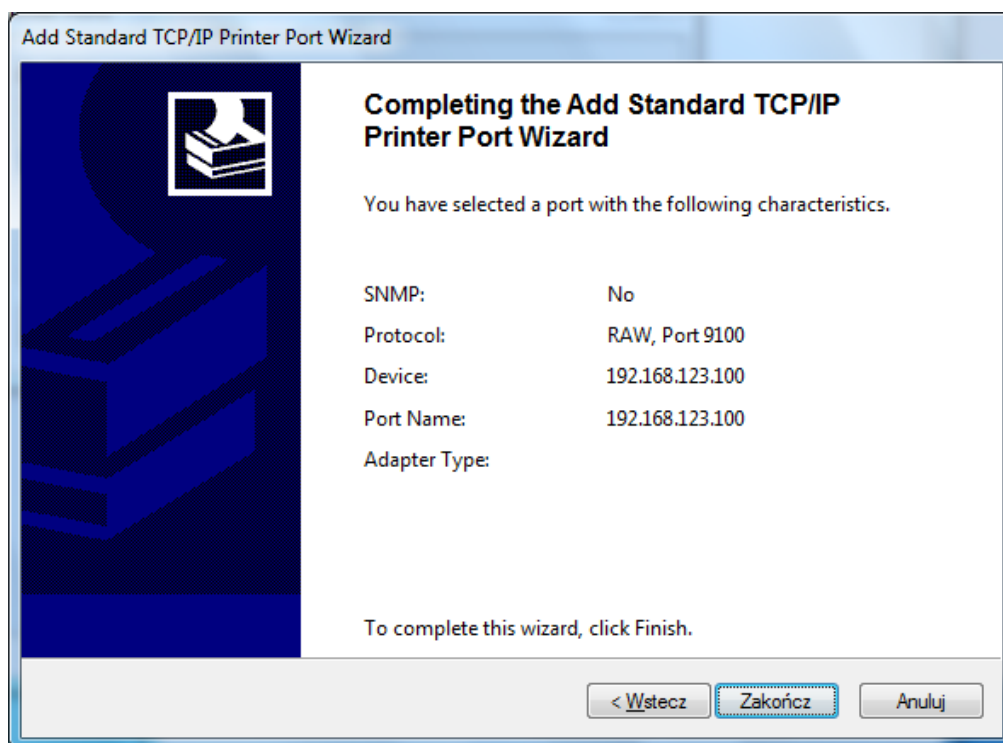 Add Standard TCP/IP Printer Port Wizard
Completing the Add Standard TCP/IP
Printer Port Wizard
You have selected a port with the following characteristics.
SNMP: No
Protocol: RAW, Port 9100
Device: 192.168.123.100
Port Name: 192.168.123.100
Adapter Type:
To complete this wizard, click Finish.
< Wstecz Zakończ Anuluj